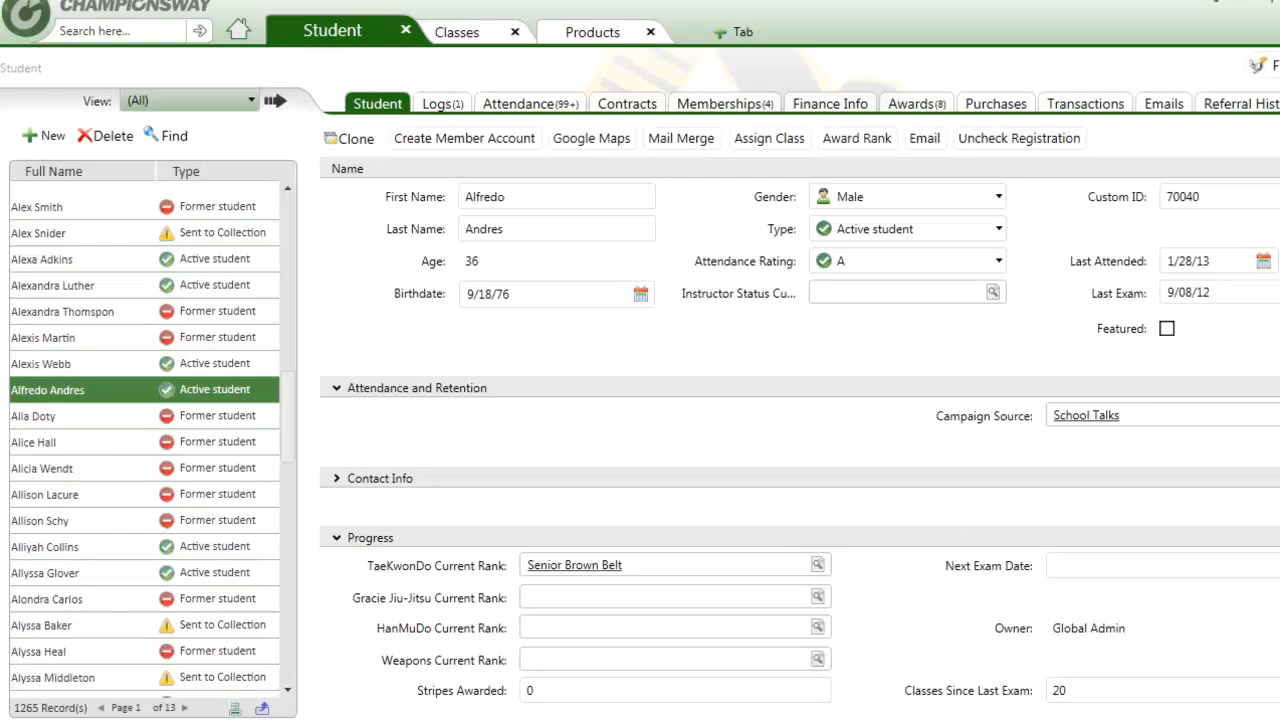 CHAMPIONSWAY
Search here...
Student
Classes
Products
Tab
Student
View: (All)
Student Logs(1) Attendance(99+) Contracts Memberships(4) Finance Info Awards(8) Purchases Transactions Emails Referral Hist
New Delete Find
Clone Create Member Account Google Maps Mail Merge Assign Class Award Rank Email Uncheck Registration
Full Name Type
Alex Smith Former student
Alex Snider Sent to Collection
Alexa Adkins Active student
Alexandra Luther Active student
Alexandra Thomspon Former student
Alexis Martin Former student
Alexis Webb Active student
Alfredo Andres Active student
Alia Doty Former student
Alice Hall Former student
Alicia Wendt Former student
Allison Lacure Former student
Allison Schy Former student
Alliyah Collins Active student
Allyssa Glover Active student
Alondra Carlos Former student
Alyssa Baker Sent to Collection
Alyssa Heal Former student
Alyssa Middleton Sent to Collection
1265 Record(s) Page 1 of 13
Name
First Name: Alfredo Gender: Male Custom ID: 70040
Last Name: Andres Type: Active student
Age: 36 Attendance Rating: A Last Attended: 1/28/13
Birthdate: 9/18/76 Instructor Status Cu... Last Exam: 9/08/12
Featured:
Attendance and Retention
Campaign Source: School Talks
Contact Info
Progress
TaeKwonDo Current Rank: Senior Brown Belt Next Exam Date:
Gracie Jiu-Jitsu Current Rank:
HanMuDo Current Rank: Owner: Global Admin
Weapons Current Rank:
Stripes Awarded: 0 Classes Since Last Exam: 20